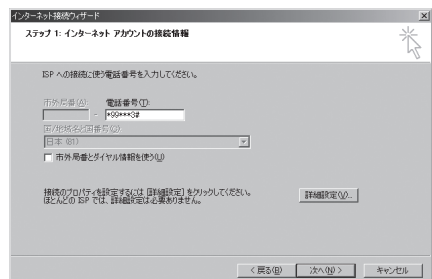 インターネット接続ウィザード
ステップ 1: インターネット アカウントの接続情報
ISP への接続に使う電話番号を入力してください。
市外局番(A): 電話番号(T):
- *99***3#
国/地域名と国番号(C):
日本 (81)
市外局番とダイヤル情報を使う(U)
接続のプロパティを設定するには [詳細設定] をクリックしてください。
ほとんどの ISP では、詳細設定は必要ありません。
詳細設定(V)...
< 戻る(B) 次へ(N) > キャンセル